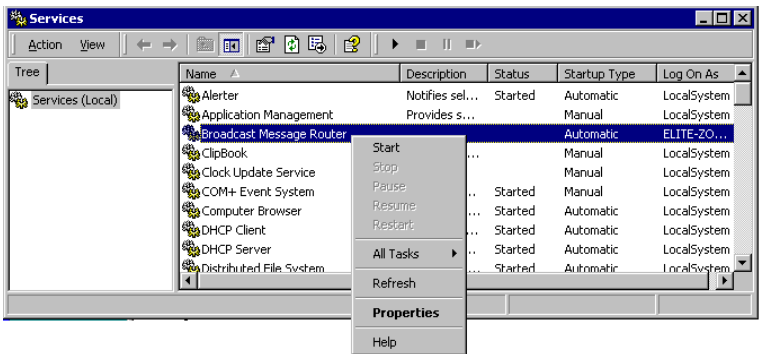 Services
Action View
Tree
Name Description Status Startup Type Log On As
Services (Local)
Alerter Notifies sel... Started Automatic LocalSystem
Application Management Provides s... Manual LocalSystem
Broadcast Message Router Automatic ELITE-ZO...
ClipBook ... Manual LocalSystem
Clock Update Service Manual LocalSystem
COM+ Event System .. Started Manual LocalSystem
Computer Browser ... Started Automatic LocalSystem
DHCP Client ... Started Automatic LocalSystem
DHCP Server .. Started Automatic LocalSystem
Distributed File System ... Started Automatic LocalSystem
Start
Stop
Pause
Resume
Restart
All Tasks
Refresh
Properties
Help